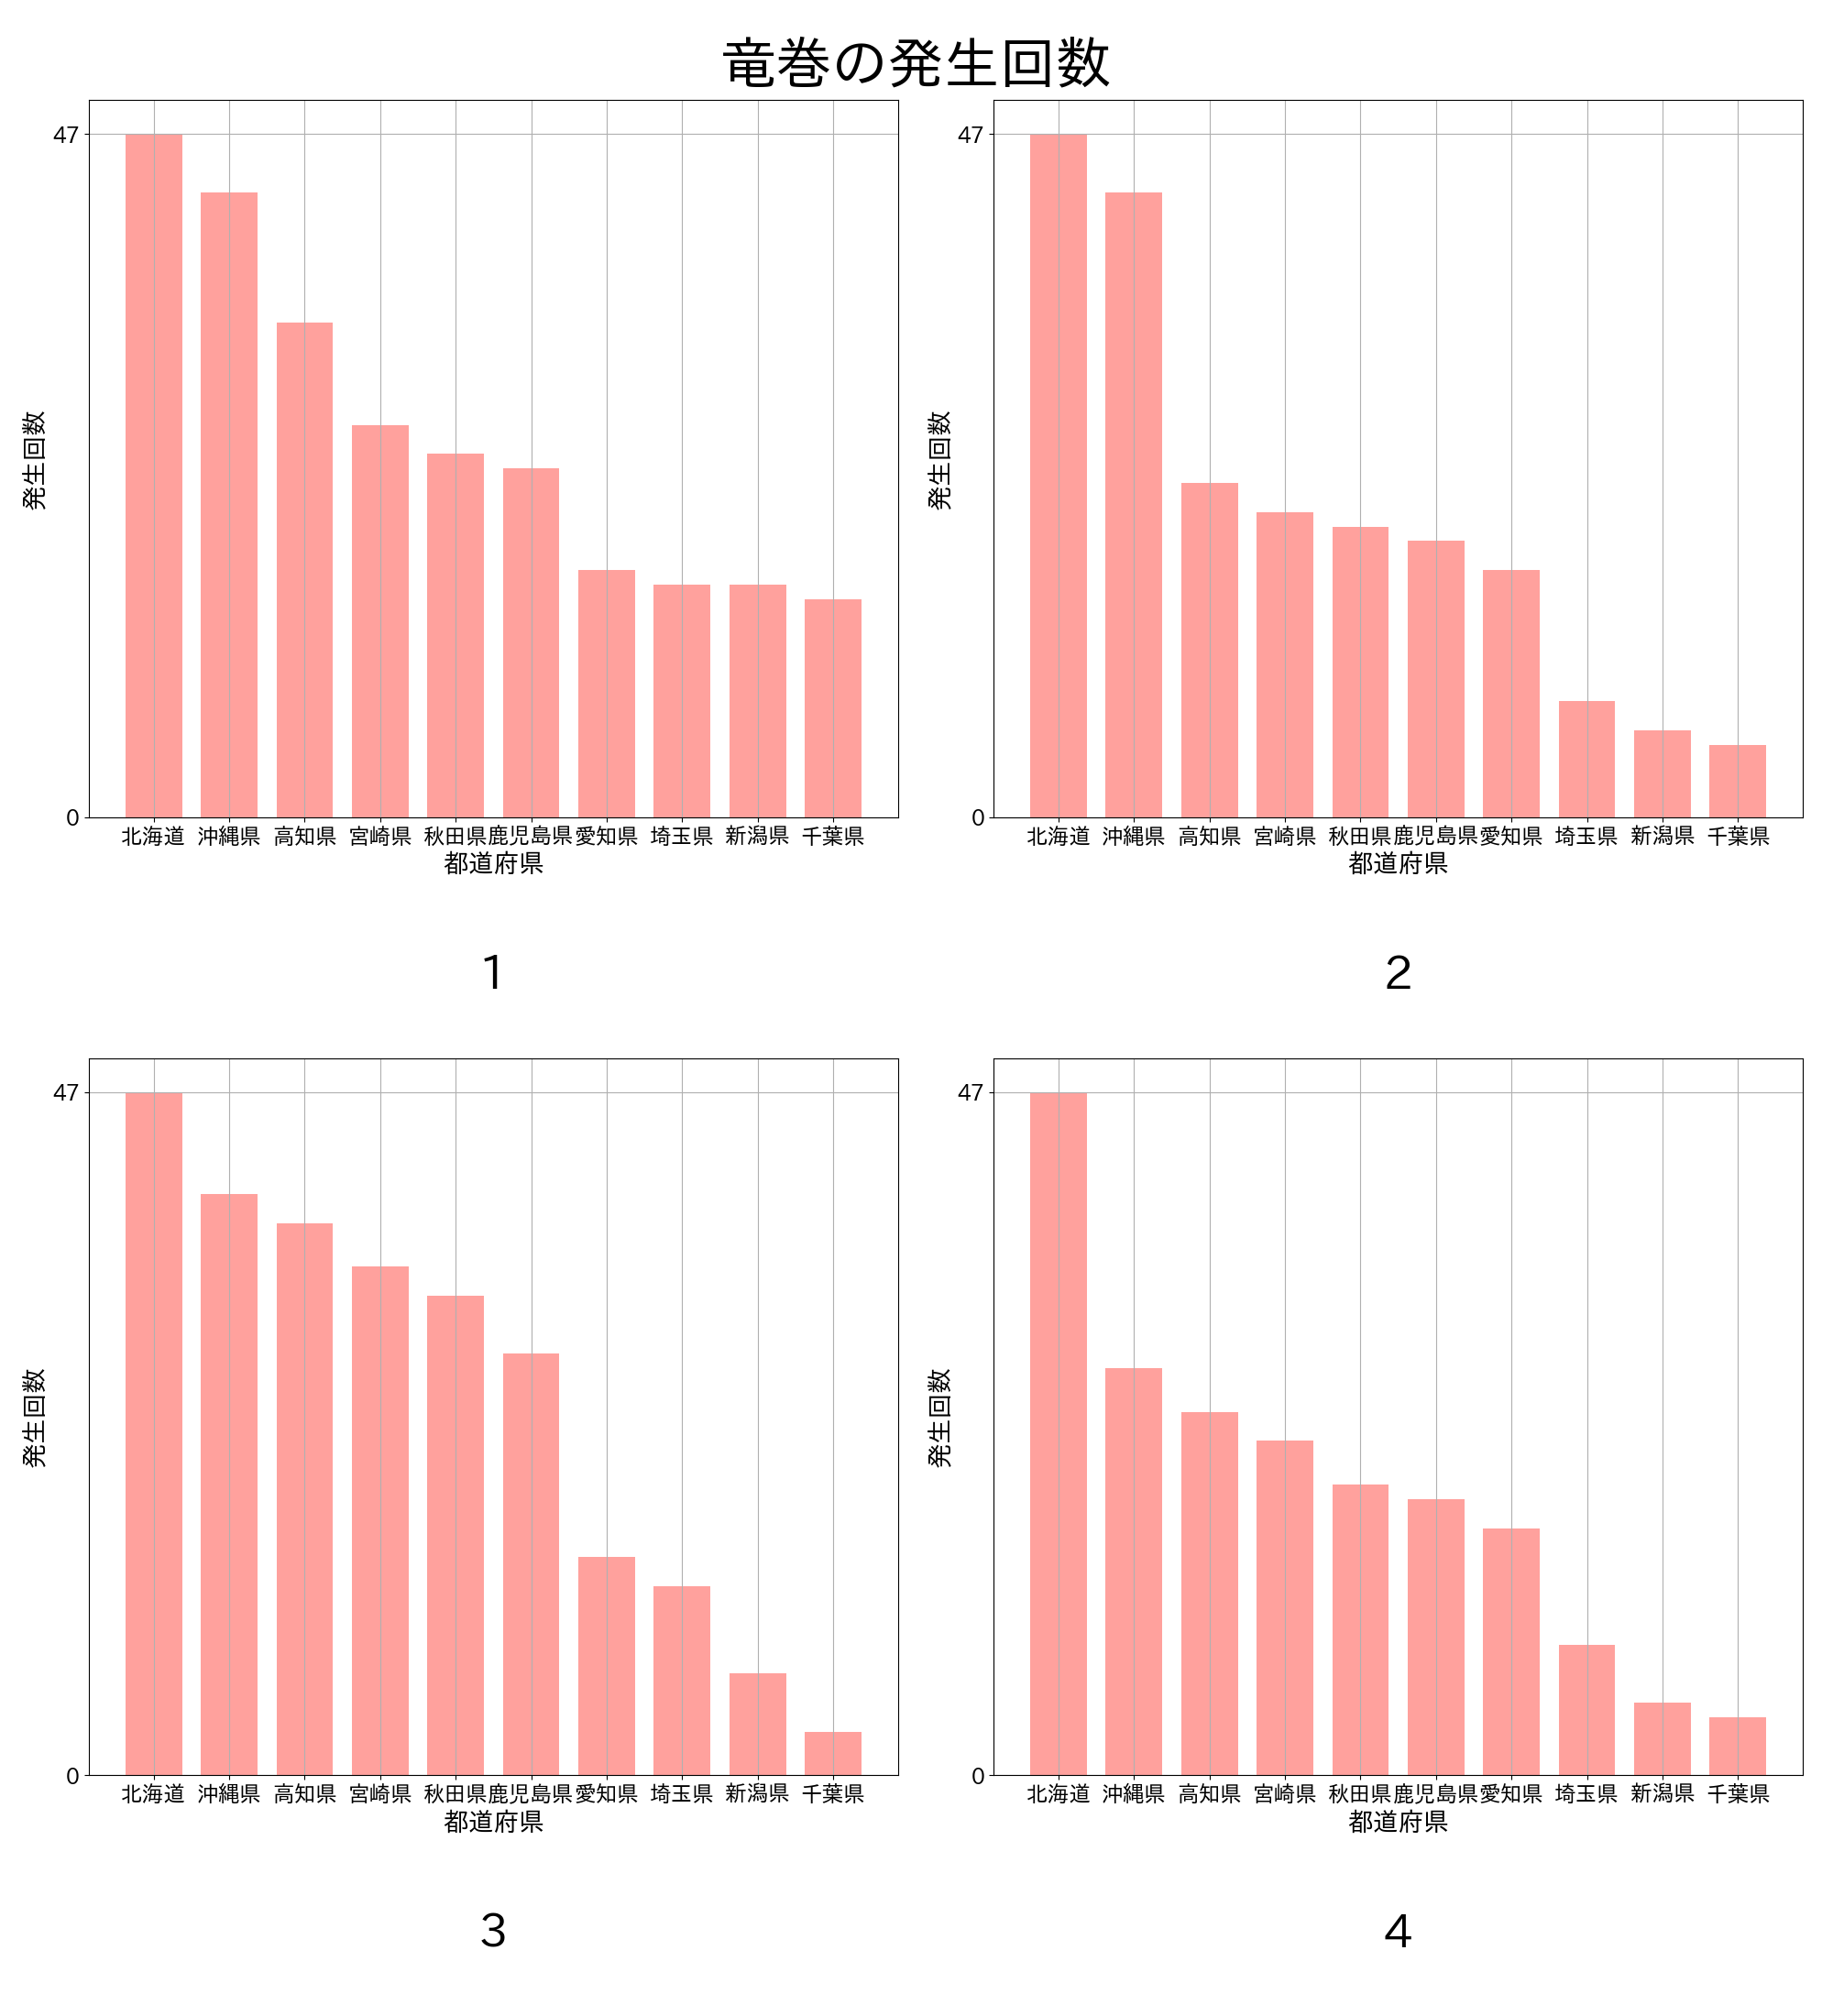 竜巻の発生回数
47
0
発生回数
北海道 沖縄県 高知県 宮崎県 秋田県 鹿児島県 愛知県 埼玉県 新潟県 千葉県
都道府県
1
47
0
発生回数
北海道 沖縄県 高知県 宮崎県 秋田県 鹿児島県 愛知県 埼玉県 新潟県 千葉県
都道府県
2
47
0
発生回数
北海道 沖縄県 高知県 宮崎県 秋田県 鹿児島県 愛知県 埼玉県 新潟県 千葉県
都道府県
3
47
0
発生回数
北海道 沖縄県 高知県 宮崎県 秋田県 鹿児島県 愛知県 埼玉県 新潟県 千葉県
都道府県
4